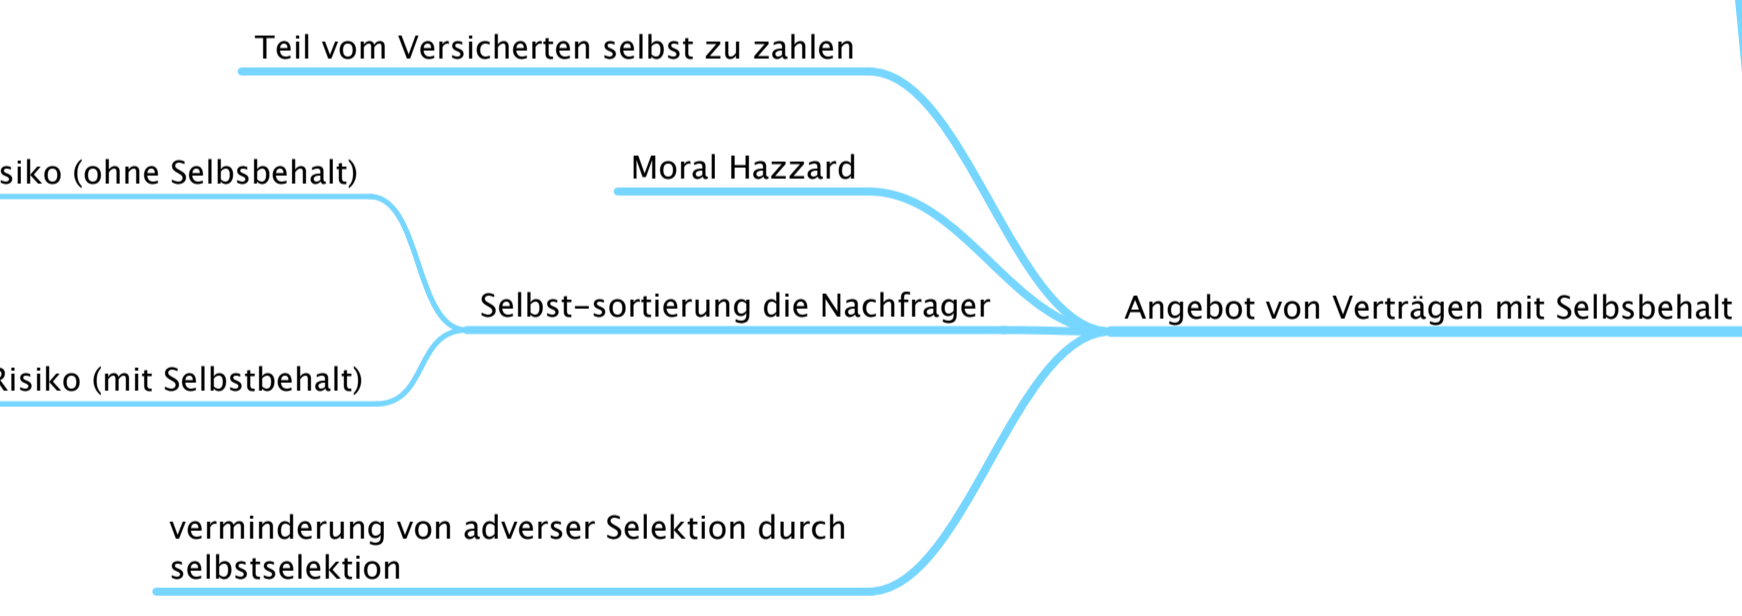 Teil vom Versicherten selbst zu zahlen
Moral Hazzard
siko (ohne Selbsbehalt)
Selbst-sortierung die Nachfrager
Angebot von Verträgen mit Selbsbehalt
Risiko (mit Selbstbehalt)
verminderung von adverser Selektion durch
selbstselektion